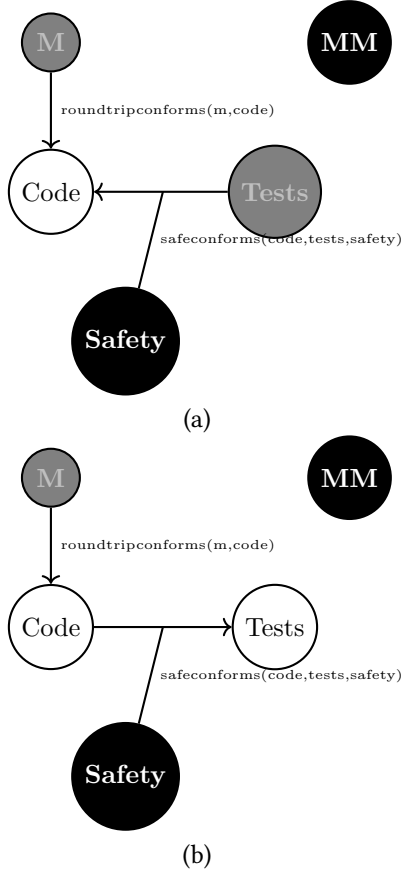 M
MM
roundtripconforms(m,code)
Code
Tests
safeconforms(code,tests,safety)
Safety
(a)
M
MM
roundtripconforms(m,code)
Code
Tests
safeconforms(code,tests,safety)
Safety
(b)